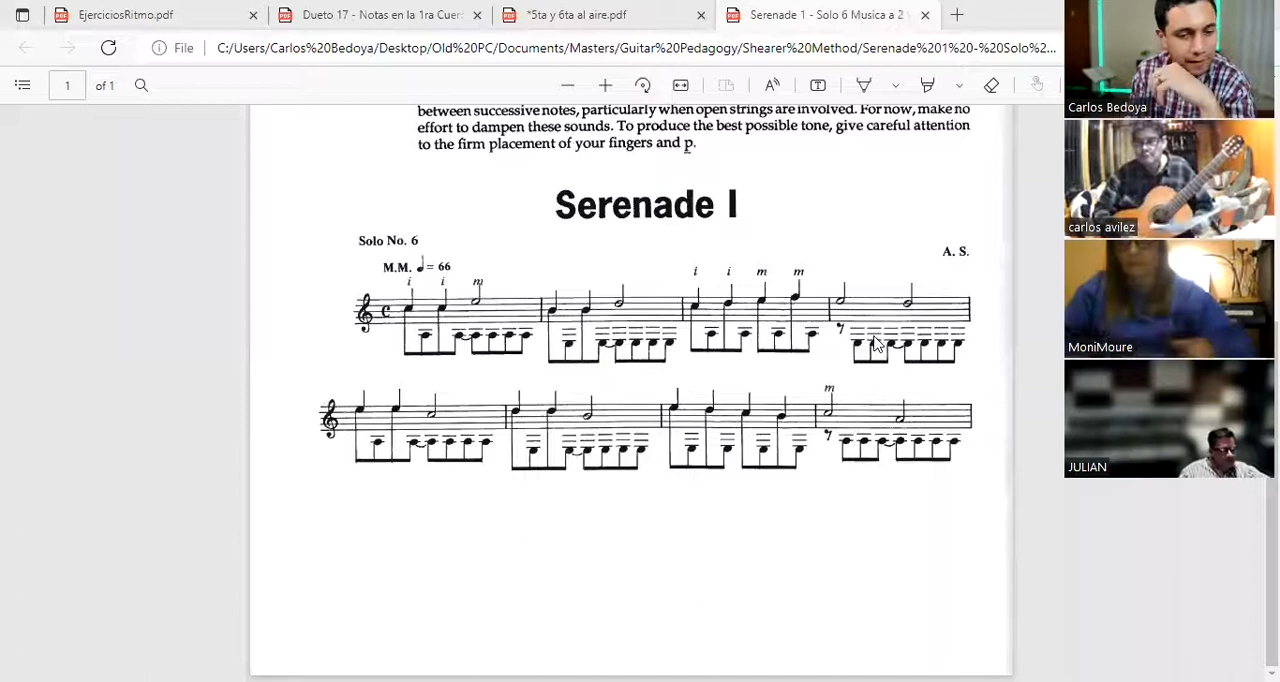 EjerciciosRitmo.pdf
Dueto 17 - Notas en la 1ra Cuer
*5ta y 6ta al aire.pdf
Serenade 1 - Solo 6 Musica a 2
File
C:/Users/Carlos%20Bedoya/Desktop/Old%20PC/Documents/Masters/Guitar%20Pedagogy/Shearer%20Method/Serenade%201%20-%20Solo%2...
1 of 1
between successive notes, particularly when open strings are involved. For now, make no
effort to dampen these sounds. To produce the best possible tone, give careful attention
to the firm placement of your fingers and p.
Serenade I
Solo No. 6
A. S.
M.M. ♩= 66
i i m
i i m m
m
Carlos Bedoya
carlos avilez
MoniMoure
JULIAN